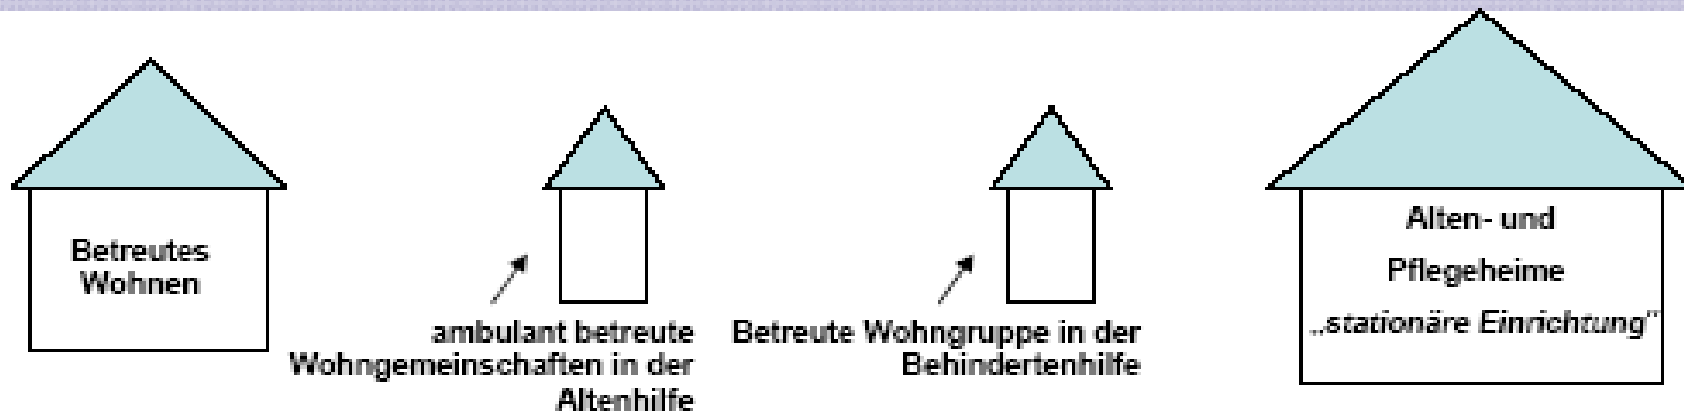 Betreutes
Wohnen
ambulant betreute
Wohngemeinschaften in der
Altenhilfe
Betreute Wohngruppe in der
Behindertenhilfe
Alten- und
Pflegeheime
„stationäre Einrichtung"